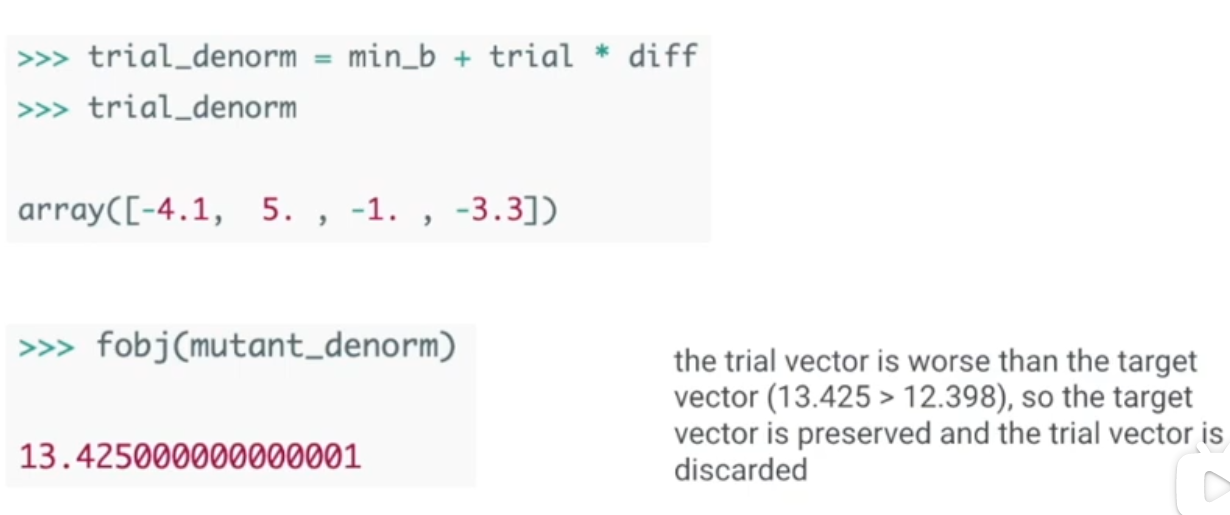 >>> trial_denorm = min_b + trial * diff
>>> trial_denorm
array([-4.1,  5. , -1. , -3.3])
>>> fobj(mutant_denorm)
13.425000000000001
the trial vector is worse than the target
vector (13.425 > 12.398), so the target
vector is preserved and the trial vector is
discarded